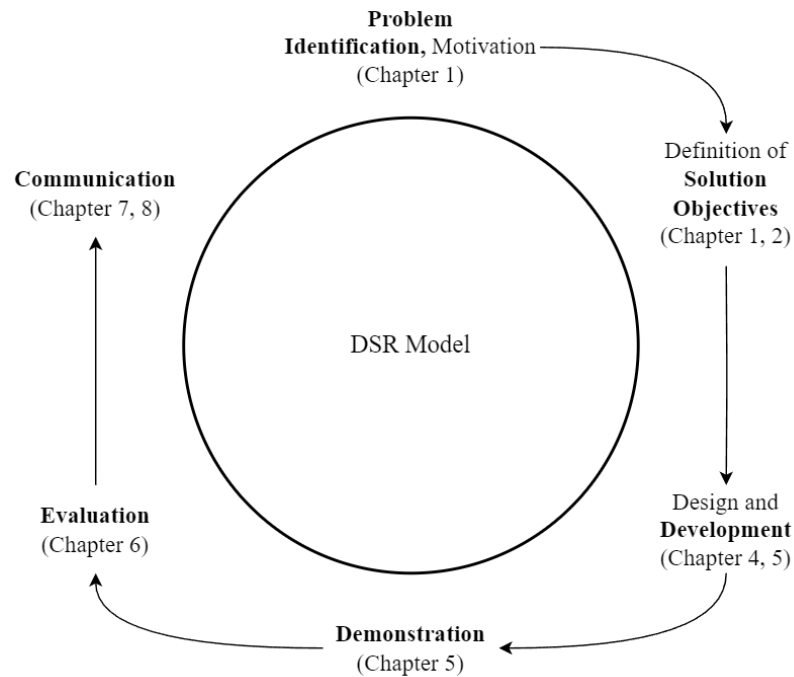 Problem
Identification, Motivation
(Chapter 1)
Definition of
Solution
Objectives
(Chapter 1, 2)
Design and
Development
(Chapter 4, 5)
Demonstration
(Chapter 5)
Evaluation
(Chapter 6)
Communication
(Chapter 7, 8)
DSR Model